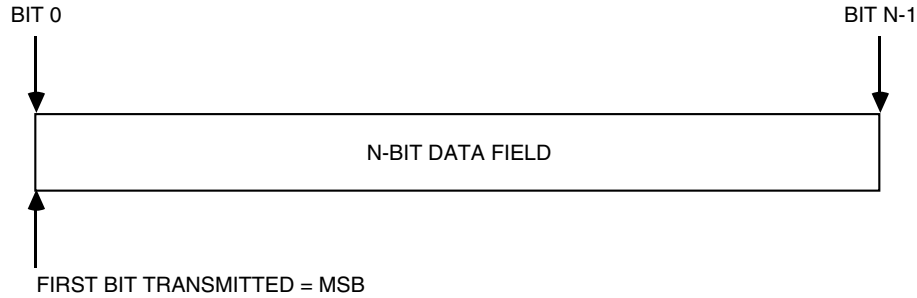 BIT 0
BIT N-1
N-BIT DATA FIELD
FIRST BIT TRANSMITTED = MSB